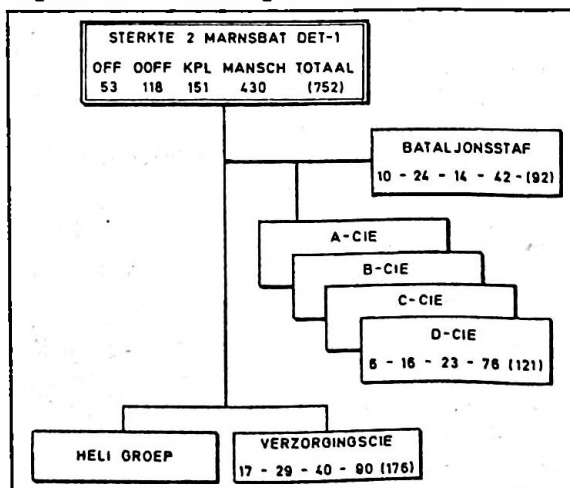 STERKTE 2 MARNSBAT DET-1
OFF OOFF KPL MANSCH TOTAAL
53 118 151 430 (752)
BATALJONSSTAF
10 - 24 - 14 - 42 -(92)
A-CIE
B-CIE
C-CIE
D-CIE
6 - 16 - 23 - 76 (121)
HELI GROEP
VERZORGINGSCIE
17 - 29 - 40 - 90 (176)